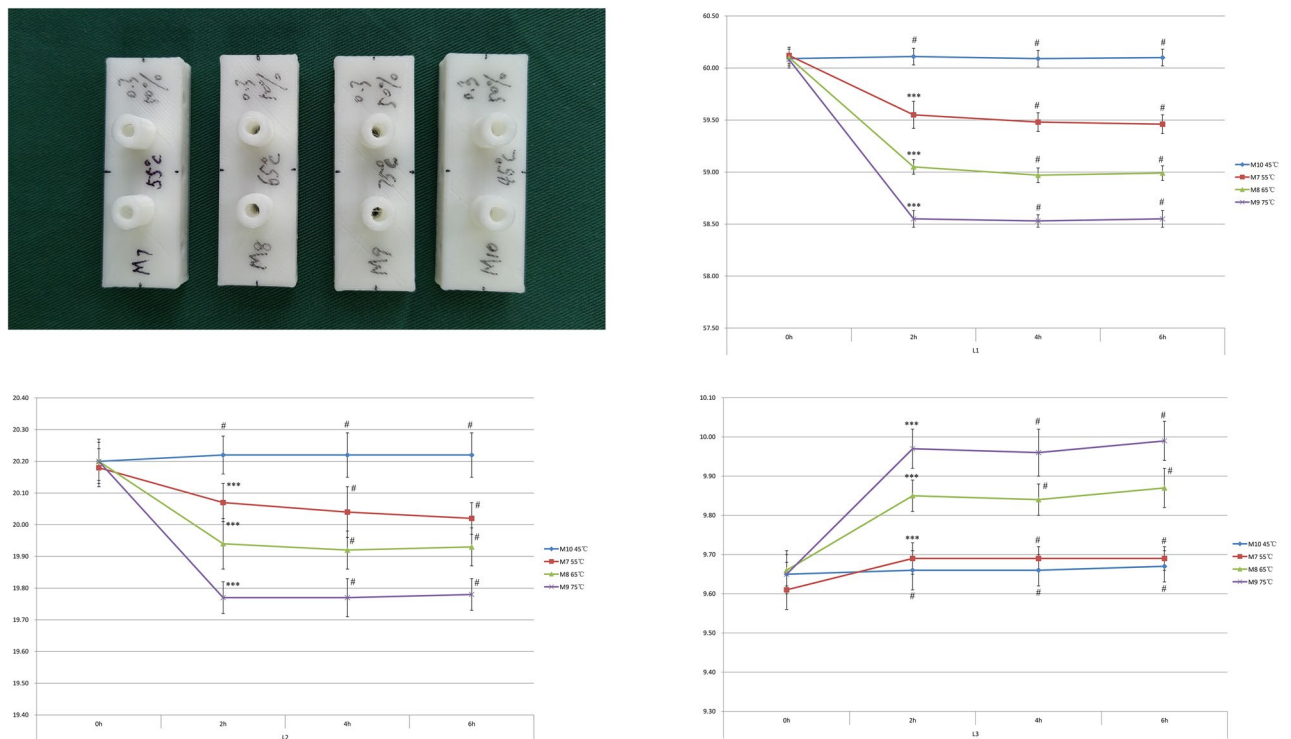 0.3
50%
55℃
M7
0.3
50%
65℃
M8
0.3
50%
75℃
M9
0.3
50%
45℃
M10
60.50
60.00
59.50
59.00
58.50
58.00
57.50
# # #
*** # #
*** # #
*** # #
0h 2h 4h 6h
L1
M10 45℃
M7 55℃
M8 65℃
M9 75℃
20.40
20.30
20.20
20.10
20.00
19.90
19.80
19.70
19.60
19.50
19.40
# # #
*** # #
*** # #
*** # #
0h 2h 4h 6h
L2
M10 45℃
M7 55℃
M8 65℃
M9 75℃
10.10
10.00
9.90
9.80
9.70
9.60
9.50
9.40
9.30
*** # #
*** # #
*** # #
# # #
0h 2h 4h 6h
L3
M10 45℃
M7 55℃
M8 65℃
M9 75℃